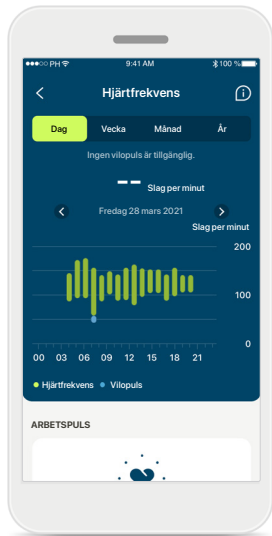 PH
9:41 AM
100 %
Hjärtfrekvens
Dag
Vecka
Månad
År
Ingen vilopuls är tillgänglig.
-- Slag per minut
Fredag 28 mars 2021
Slag per minut
200
100
0
00 03 06 09 12 15 18 21
Hjärtfrekvens
Vilopuls
ARBETSPULS